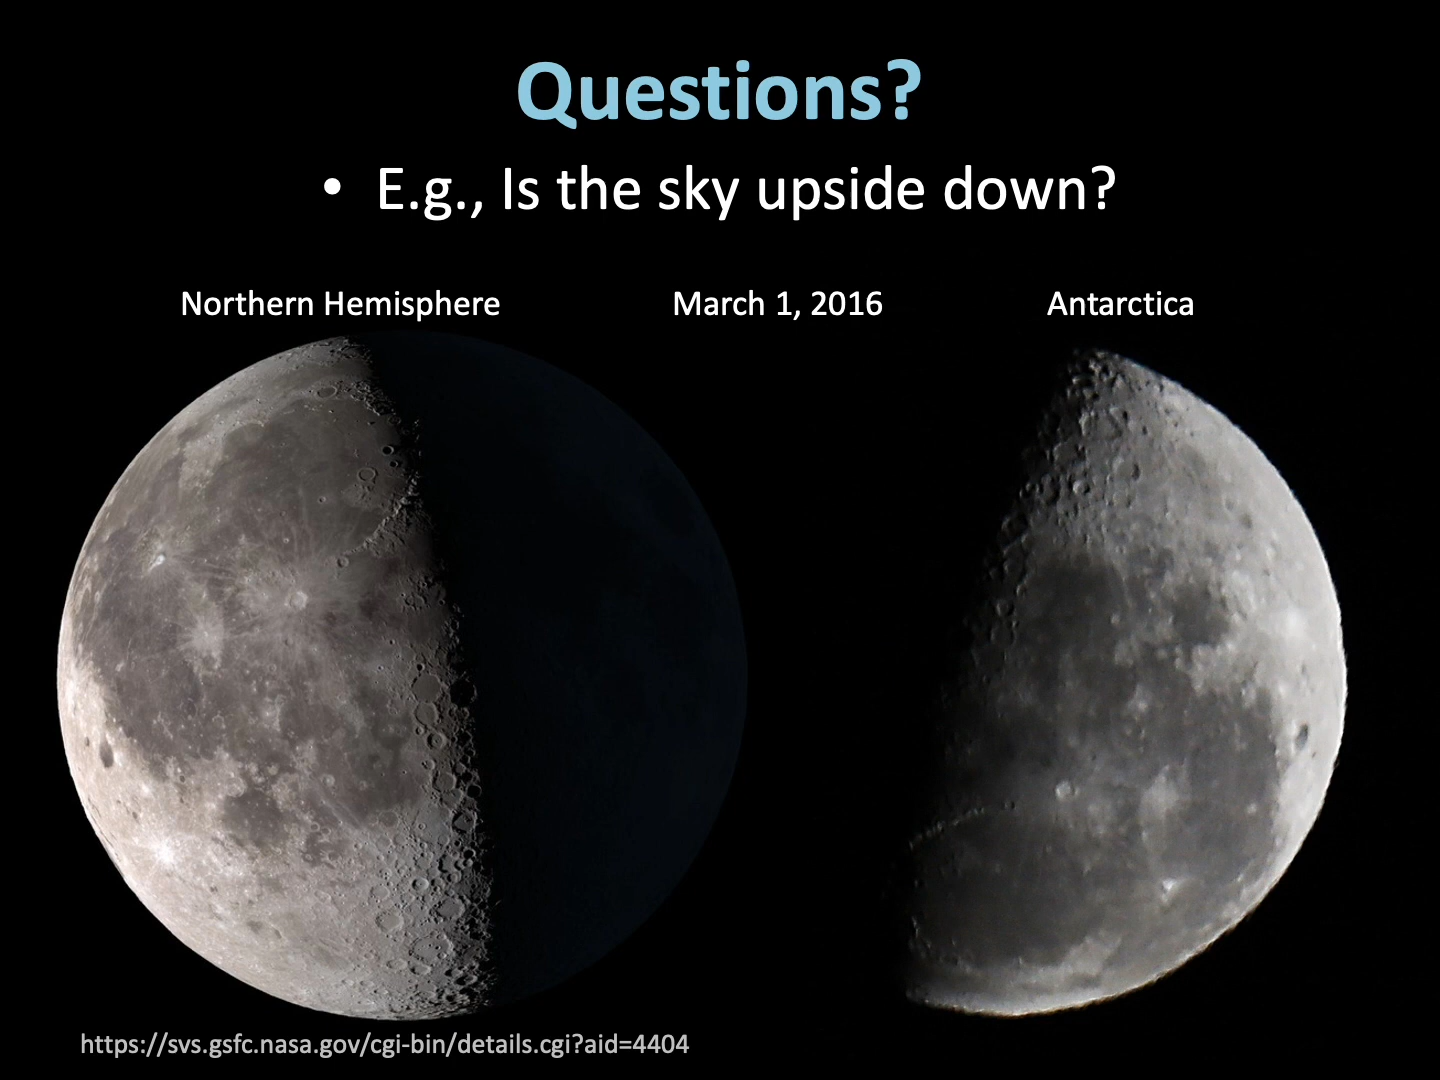 Questions?
• E.g., Is the sky upside down?
Northern Hemisphere March 1, 2016 Antarctica
https://svs.gsfc.nasa.gov/cgi-bin/details.cgi?aid=4404